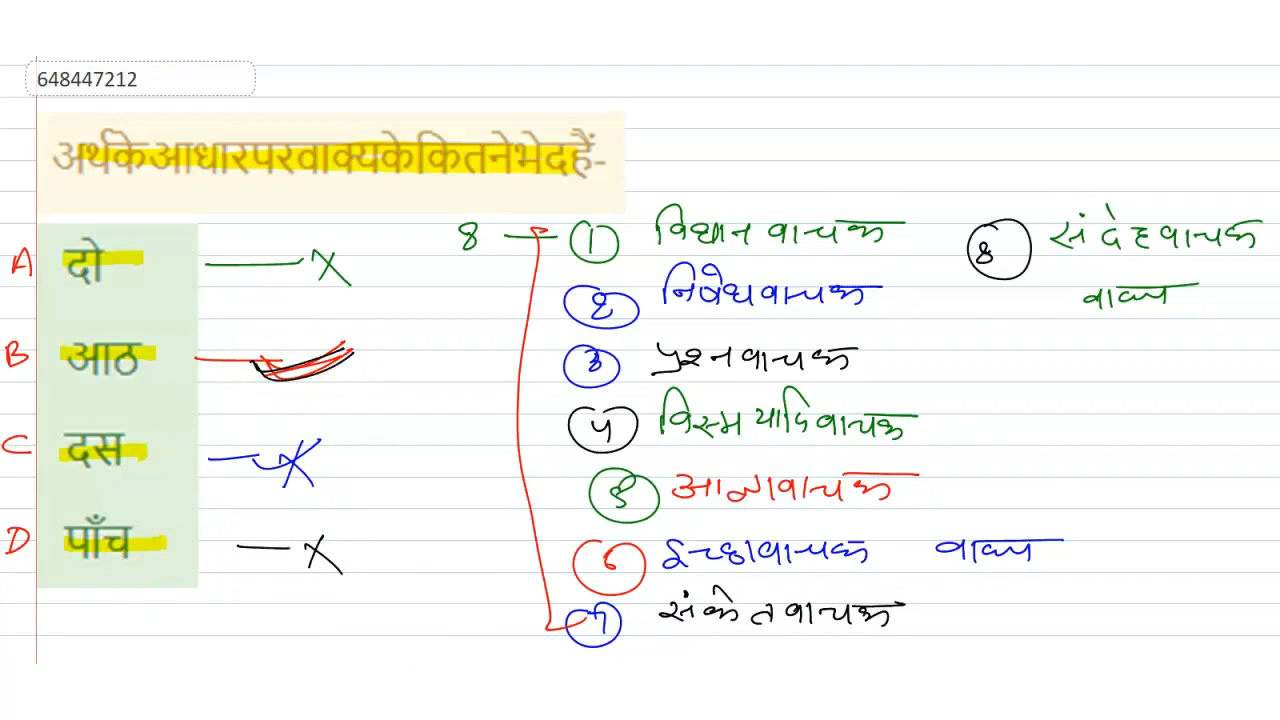 648447212
अर्थकेआधारपरवाक्यकेकितनेभेदहैं-
A दो
B आठ
C दस
D पाँच
8
1 विधानवाचक
2 निषेधवाचक
3 प्रश्नवाचक
4 विस्मयादिवाचक
5 आज्ञावाचक
6 इच्छावाचक वाक्य
7 संकेतवाचक
8 संदेहवाचक
वाक्य